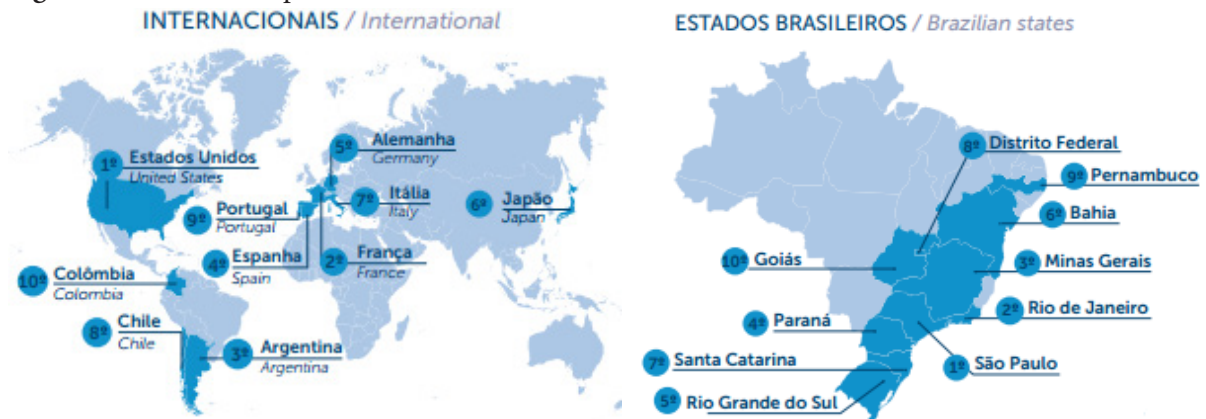 INTERNACIONAIS / International
5º Alemanha
Germany
1º Estados Unidos
United States
7º Itália
Italy
6º Japão
Japan
9º Portugal
Portugal
4º Espanha
Spain
2º França
France
10º Colômbia
Colombia
8º Chile
Chile
3º Argentina
Argentina
ESTADOS BRASILEIROS / Brazilian states
8º Distrito Federal
9º Pernambuco
6º Bahia
10º Goiás
3º Minas Gerais
2º Rio de Janeiro
4º Paraná
7º Santa Catarina
1º São Paulo
5º Rio Grande do Sul